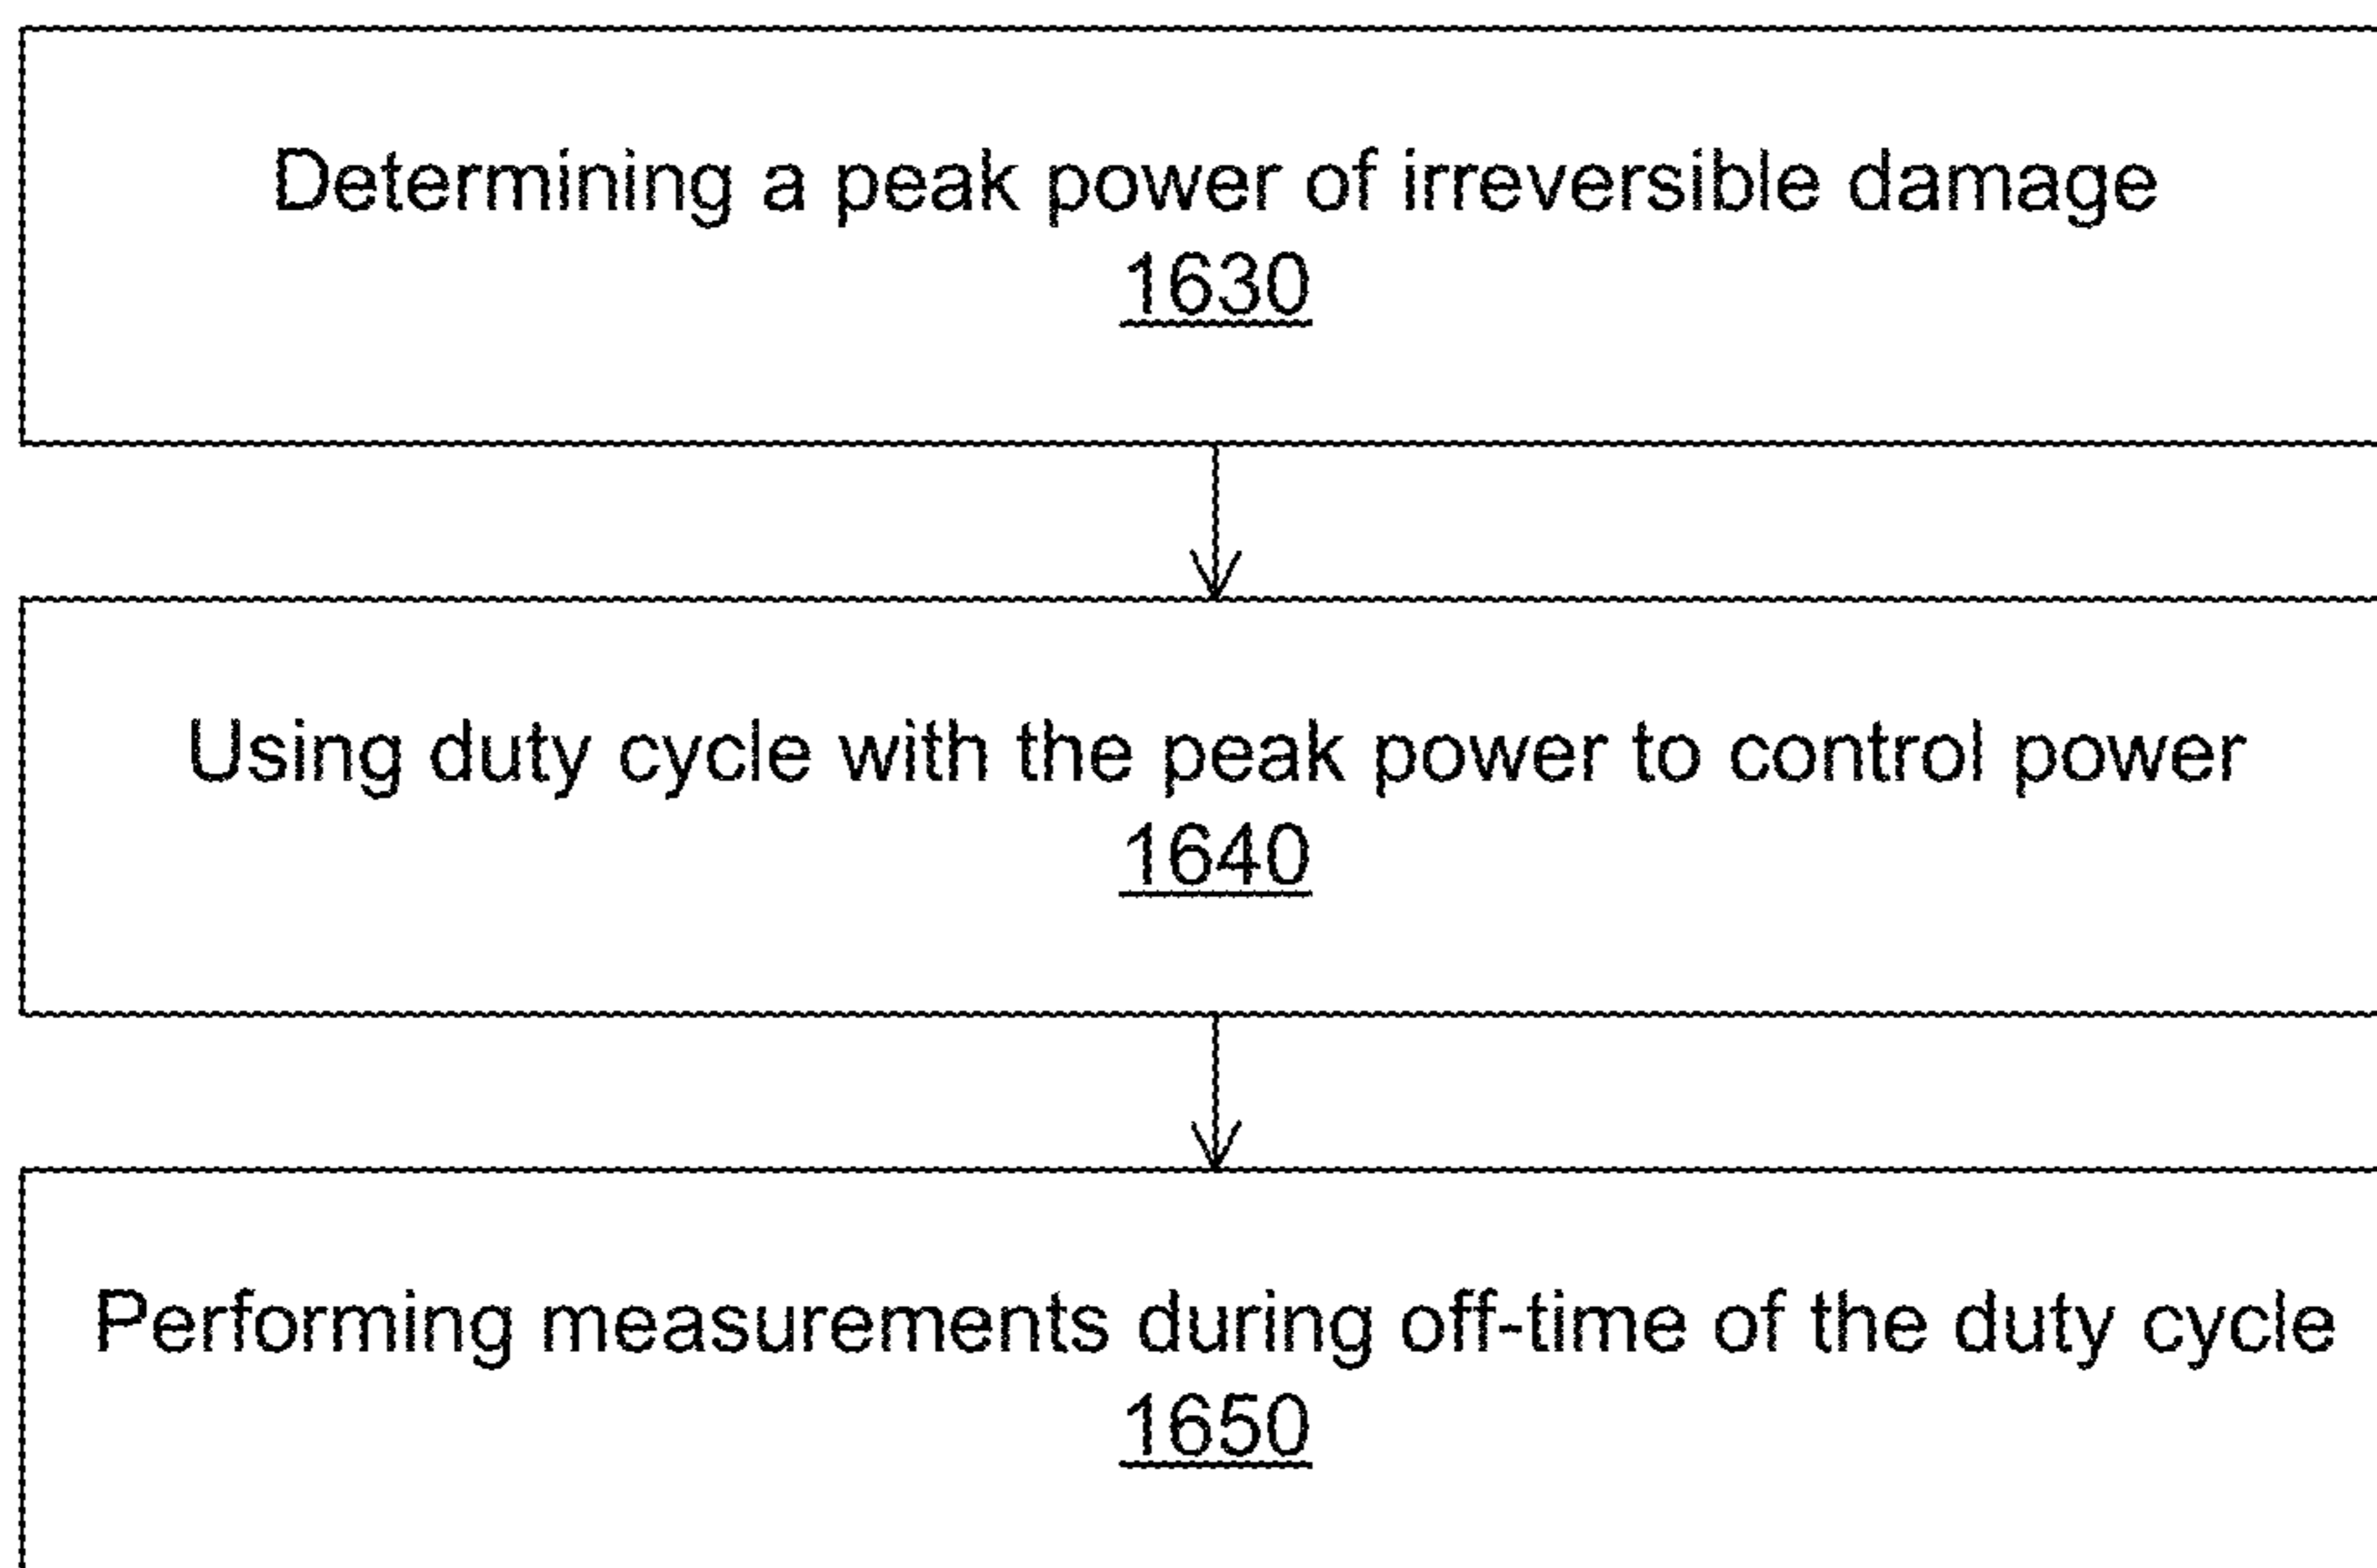 Determining a peak power of irreversible damage
1630
Using duty cycle with the peak power to control power
1640
Performing measurements during off-time of the duty cycle
1650